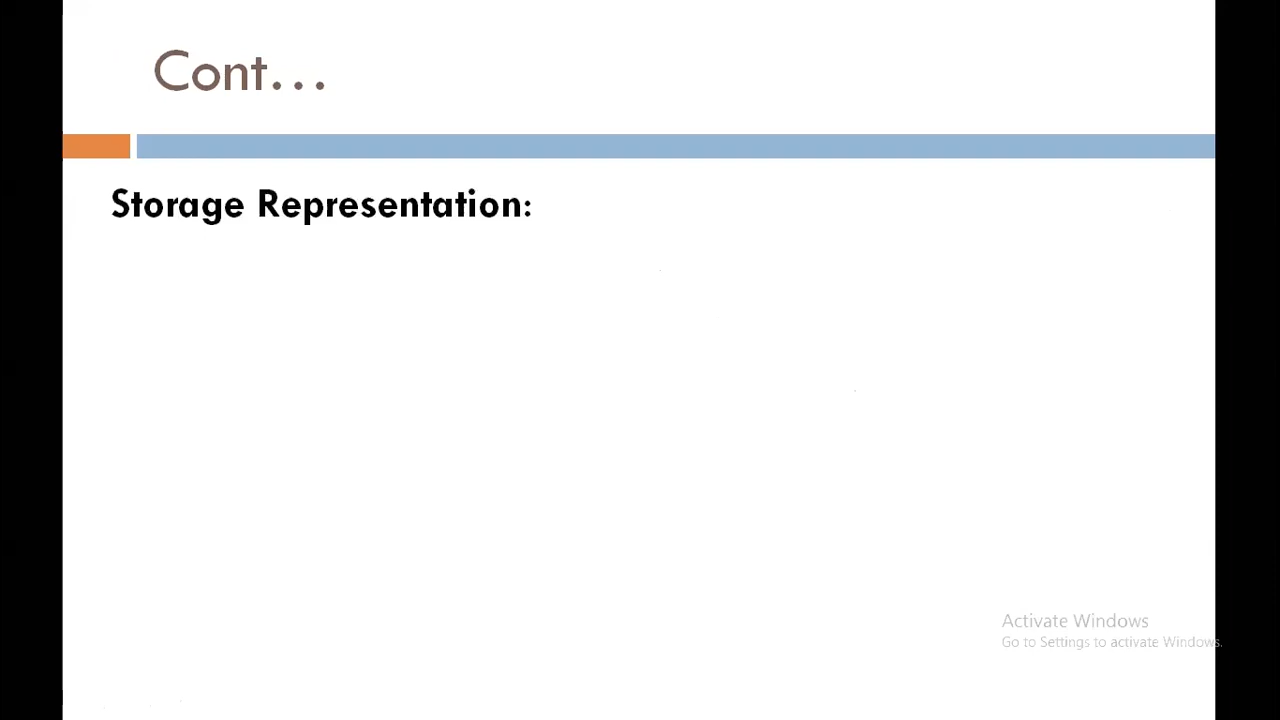 Cont...
Storage Representation:
Activate Windows
Go to Settings to activate Windows.